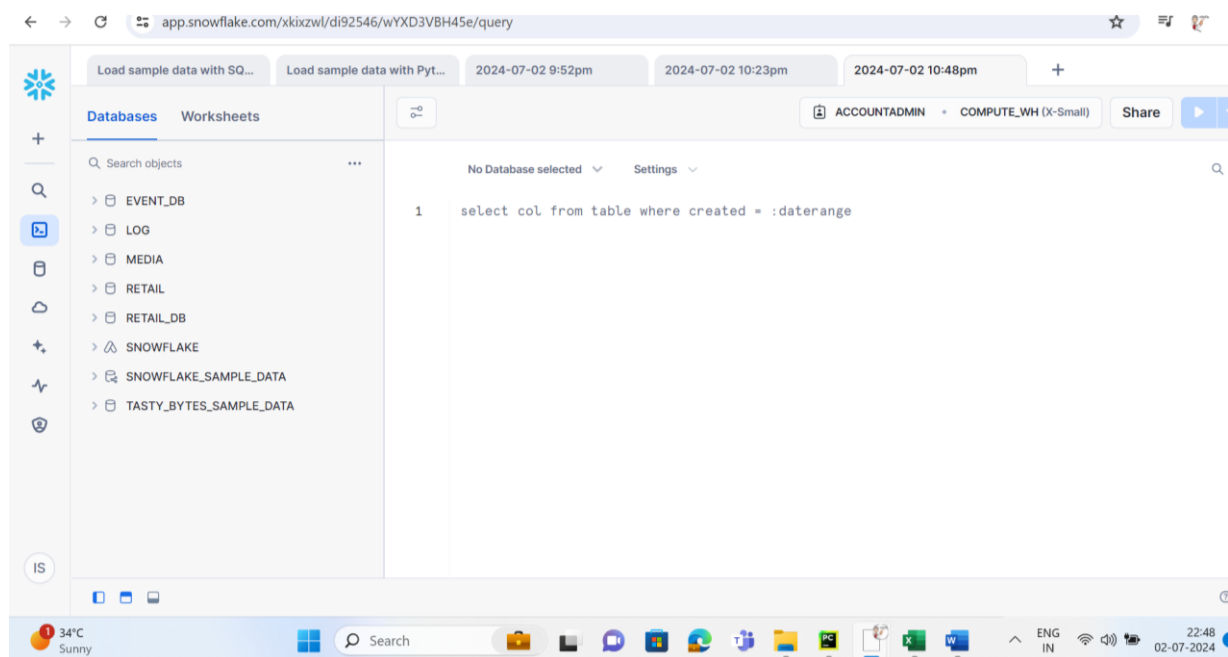 app.snowflake.com/xkixzwl/di92546/wYXD3VBH45e/query
Load sample data with SQ... Load sample data with Pyt... 2024-07-02 9:52pm 2024-07-02 10:23pm 2024-07-02 10:48pm
Databases Worksheets
ACCOUNTADMIN COMPUTE_WH (X-Small) Share
Search objects
No Database selected Settings
EVENT_DB
1 select col from table where created = :daterange
LOG
MEDIA
RETAIL
RETAIL_DB
SNOWFLAKE
SNOWFLAKE_SAMPLE_DATA
TASTY_BYTES_SAMPLE_DATA
IS
1 34°C
Sunny
Search
ENG
IN
22:48
02-07-2024